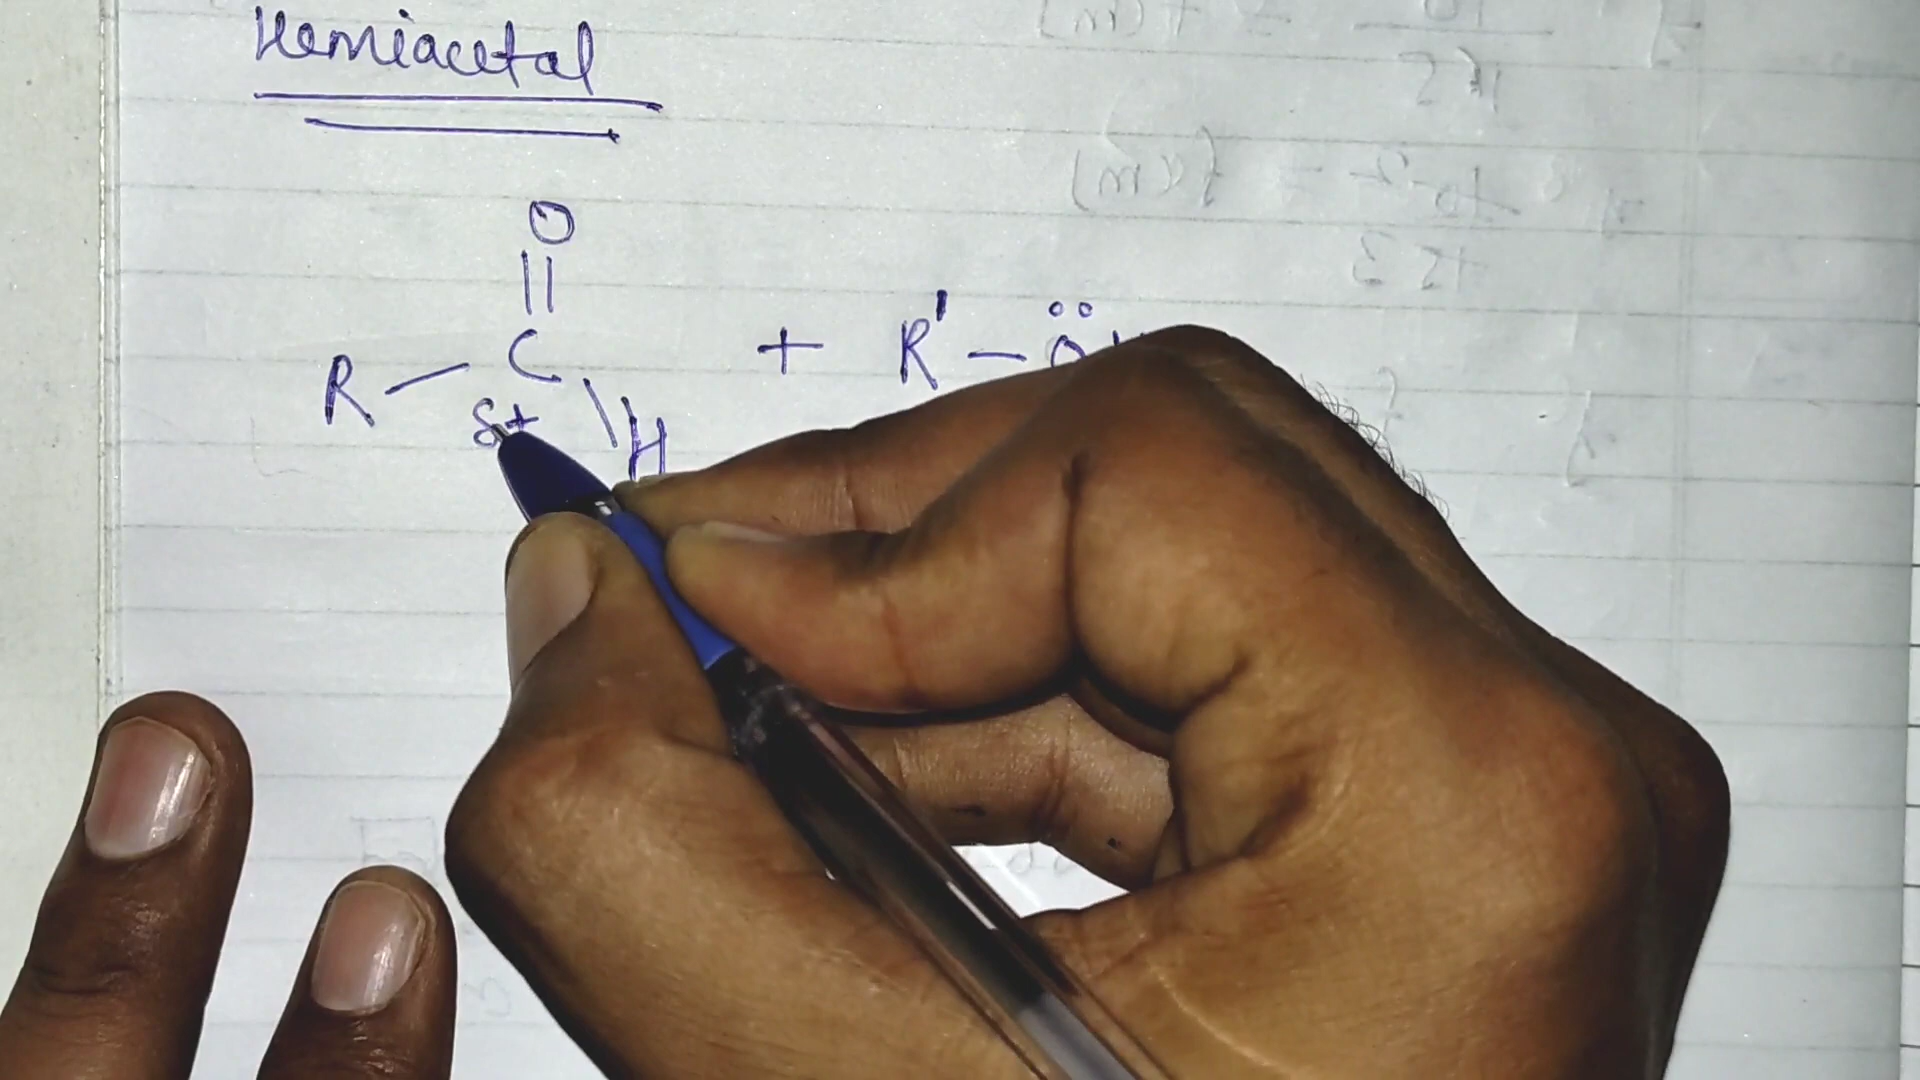 Hemiacetal
O
||
R — C \ H + R' — Ö
δ+